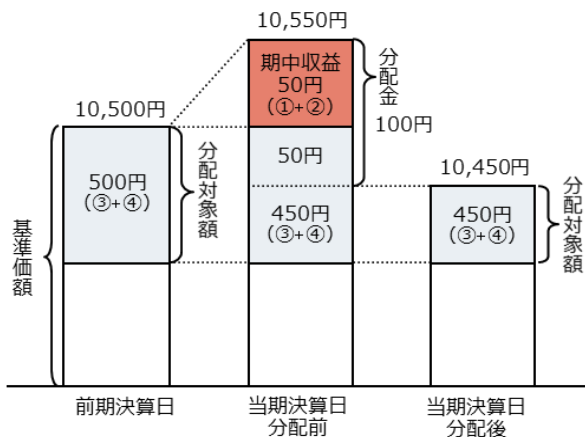 10,550円
期中収益
50円
(①+②)
分配金
100円
10,500円
50円
10,450円
500円
(③+④)
分配対象額
450円
(③+④)
450円
(③+④)
分配対象額
基準価額
前期決算日
当期決算日
分配前
当期決算日
分配後